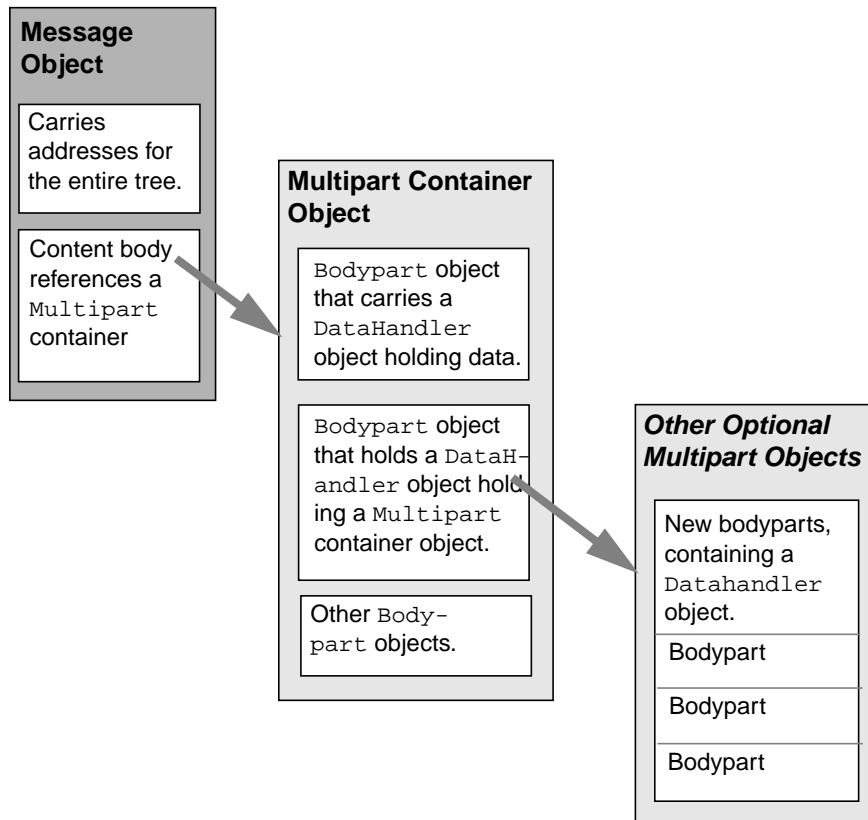 Message
Object
Carries
addresses for
the entire tree.
Content body
references a
Multipart
container
Multipart Container
Object
Bodypart object
that carries a
DataHandler
object holding data.
Bodypart object
that holds a DataH-
andler object hold
ing a Multipart
container object.
Other Body-
part objects.
Other Optional
Multipart Objects
New bodyparts,
containing a
Datahandler
object.
Bodypart
Bodypart
Bodypart